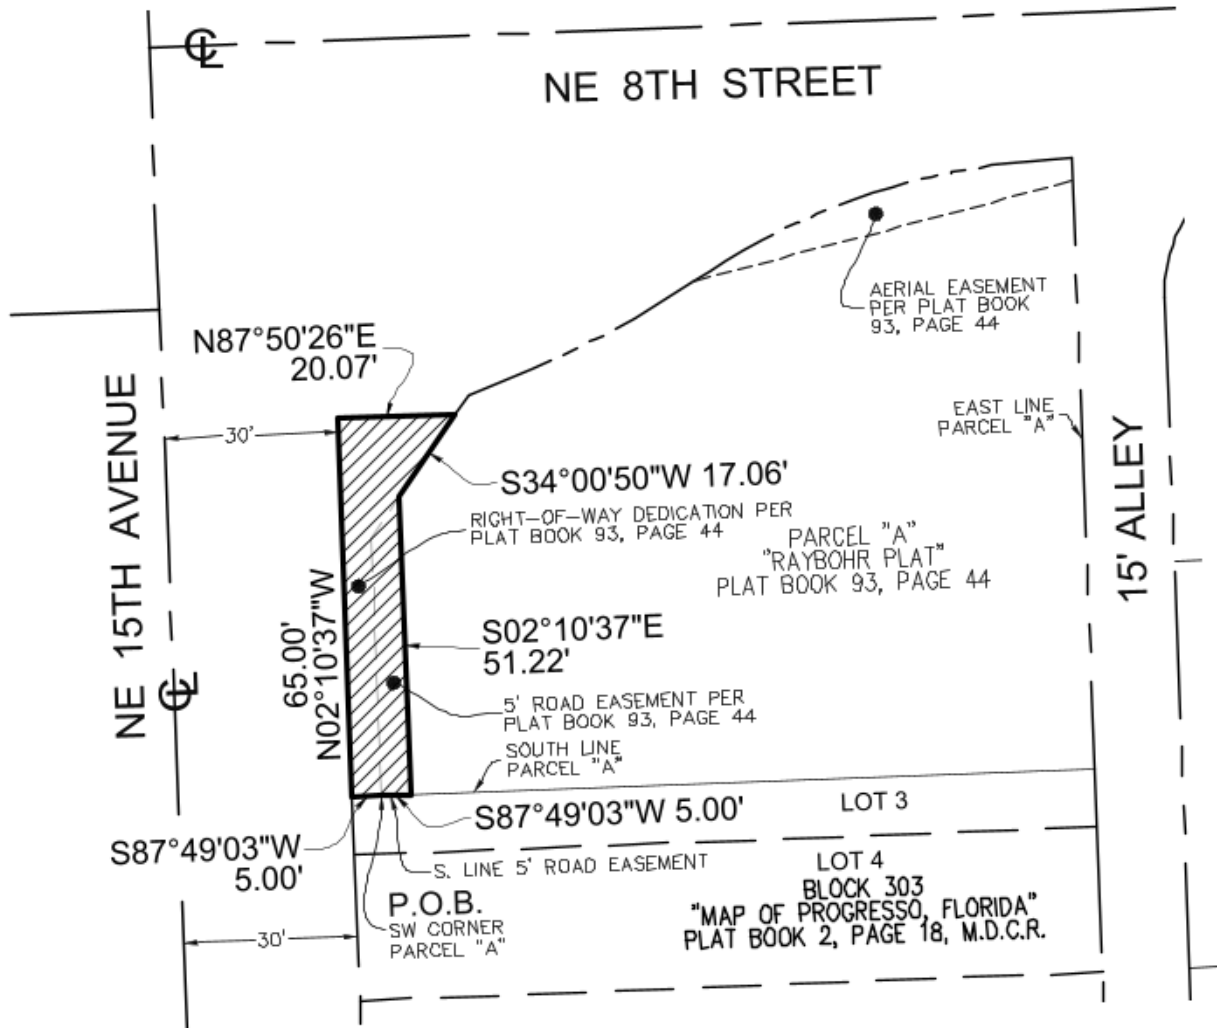 ℄
NE 8TH STREET
AERIAL EASEMENT
PER PLAT BOOK
93, PAGE 44
N87°50'26"E
20.07'
EAST LINE
PARCEL "A"
30'
NE 15TH AVENUE
℄
15' ALLEY
S34°00'50"W 17.06'
RIGHT-OF-WAY DEDICATION PER
PLAT BOOK 93, PAGE 44
PARCEL "A"
"RAYBOHR PLAT"
PLAT BOOK 93, PAGE 44
65.00'
N02°10'37"W
S02°10'37"E
51.22'
5' ROAD EASEMENT PER
PLAT BOOK 93, PAGE 44
SOUTH LINE
PARCEL "A"
S87°49'03"W 5.00'
LOT 3
S87°49'03"W
5.00'
S. LINE 5' ROAD EASEMENT
P.O.B.
SW CORNER
PARCEL "A"
30'
LOT 4
BLOCK 303
"MAP OF PROGRESSO, FLORIDA"
PLAT BOOK 2, PAGE 18, M.D.C.R.